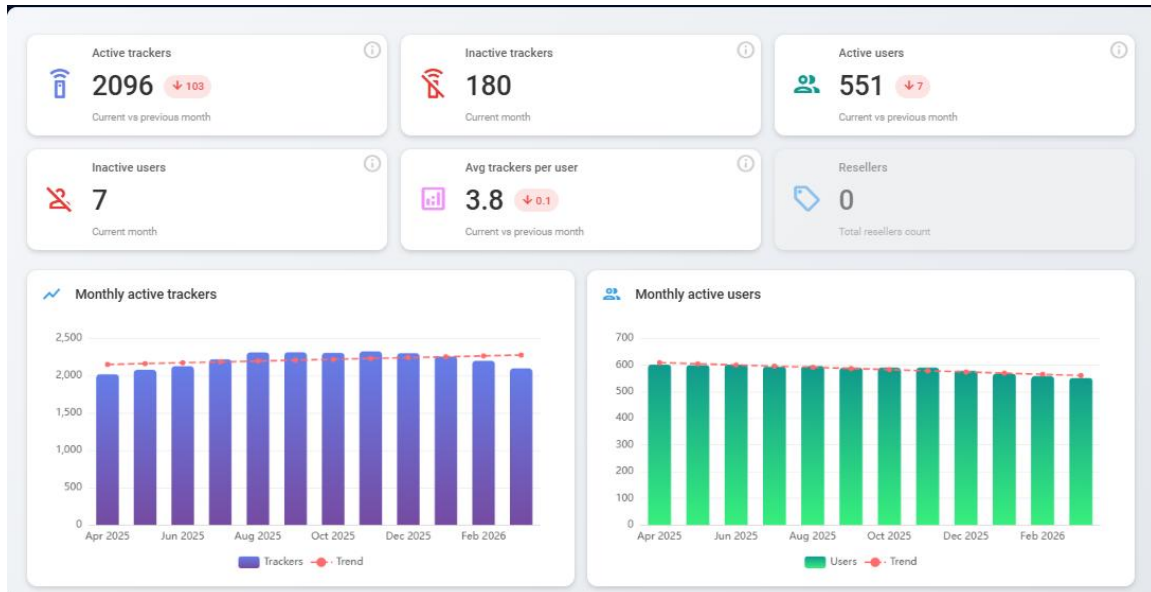 Active trackers
2096 ↓ 103
Current vs previous month
Inactive trackers
180
Current month
Active users
551 ↓ 7
Current vs previous month
Inactive users
7
Current month
Avg trackers per user
3.8 ↓ 0.1
Current vs previous month
Resellers
0
Total resellers count
Monthly active trackers
2,500
2,000
1,500
1,000
500
0
Apr 2025 Jun 2025 Aug 2025 Oct 2025 Dec 2025 Feb 2026
Trackers Trend
Monthly active users
700
600
500
400
300
200
100
0
Apr 2025 Jun 2025 Aug 2025 Oct 2025 Dec 2025 Feb 2026
Users Trend